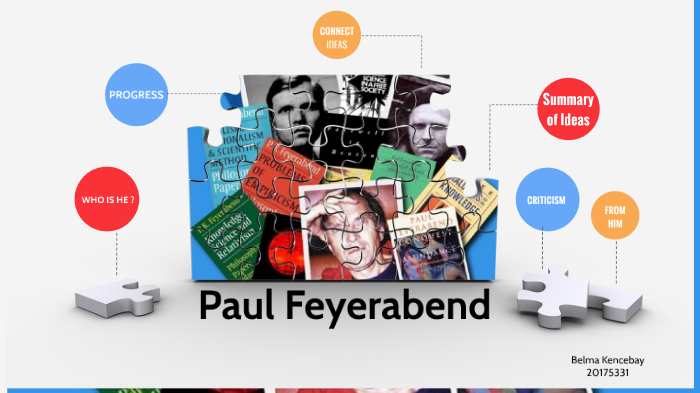 CONNECT
IDEAS
PROGRESS
Summary
of Ideas
WHO IS HE ?
CRITICISM
FROM
HIM
SCIENCE
IN A FREE
SOCIETY
& SCIENTIFIC
METHOD
Philosophical
Papers
P.K. Feyerabend
PROBLEMS
OF
EMPIRICISM
P. K. Feyerabend
Knowledge,
Science and
Relativism
Philosophical
Papers
KNOWLEDGE
PAUL
FEYERABEND
CONQUEST
ABUNDANCE
Paul Feyerabend
Belma Kencebay
20175331